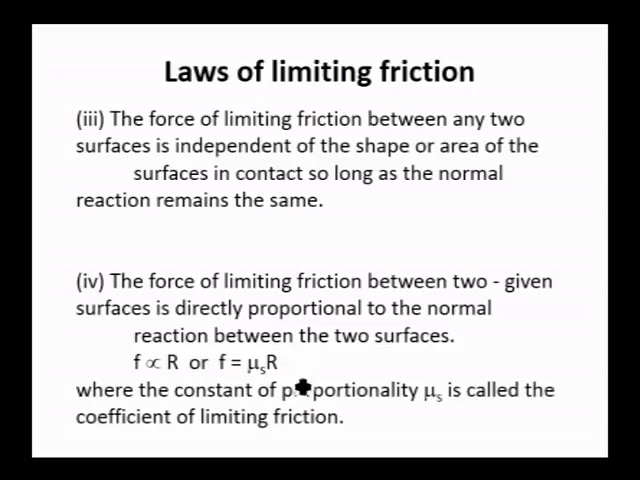 Laws of limiting friction
(iii) The force of limiting friction between any two
surfaces is independent of the shape or area of the
surfaces in contact so long as the normal
reaction remains the same.
(iv) The force of limiting friction between two - given
surfaces is directly proportional to the normal
reaction between the two surfaces.
f ∝ R or f = μₛR
where the constant of proportionality μₛ is called the
coefficient of limiting friction.